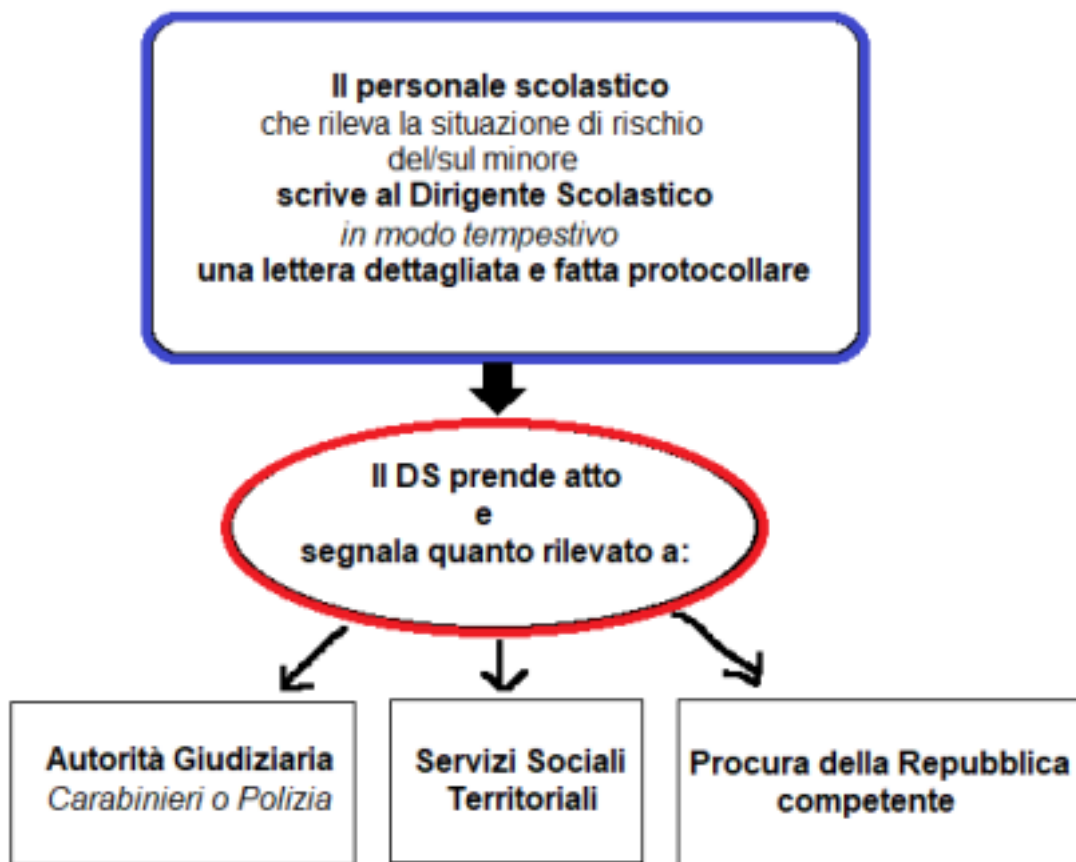 Il personale scolastico
che rileva la situazione di rischio
del/sul minore
scrive al Dirigente Scolastico
in modo tempestivo
una lettera dettagliata e fatta protocollare
Il DS prende atto
e
segnala quanto rilevato a:
Autorità Giudiziaria
Carabinieri o Polizia
Servizi Sociali
Territoriali
Procura della Repubblica
competente